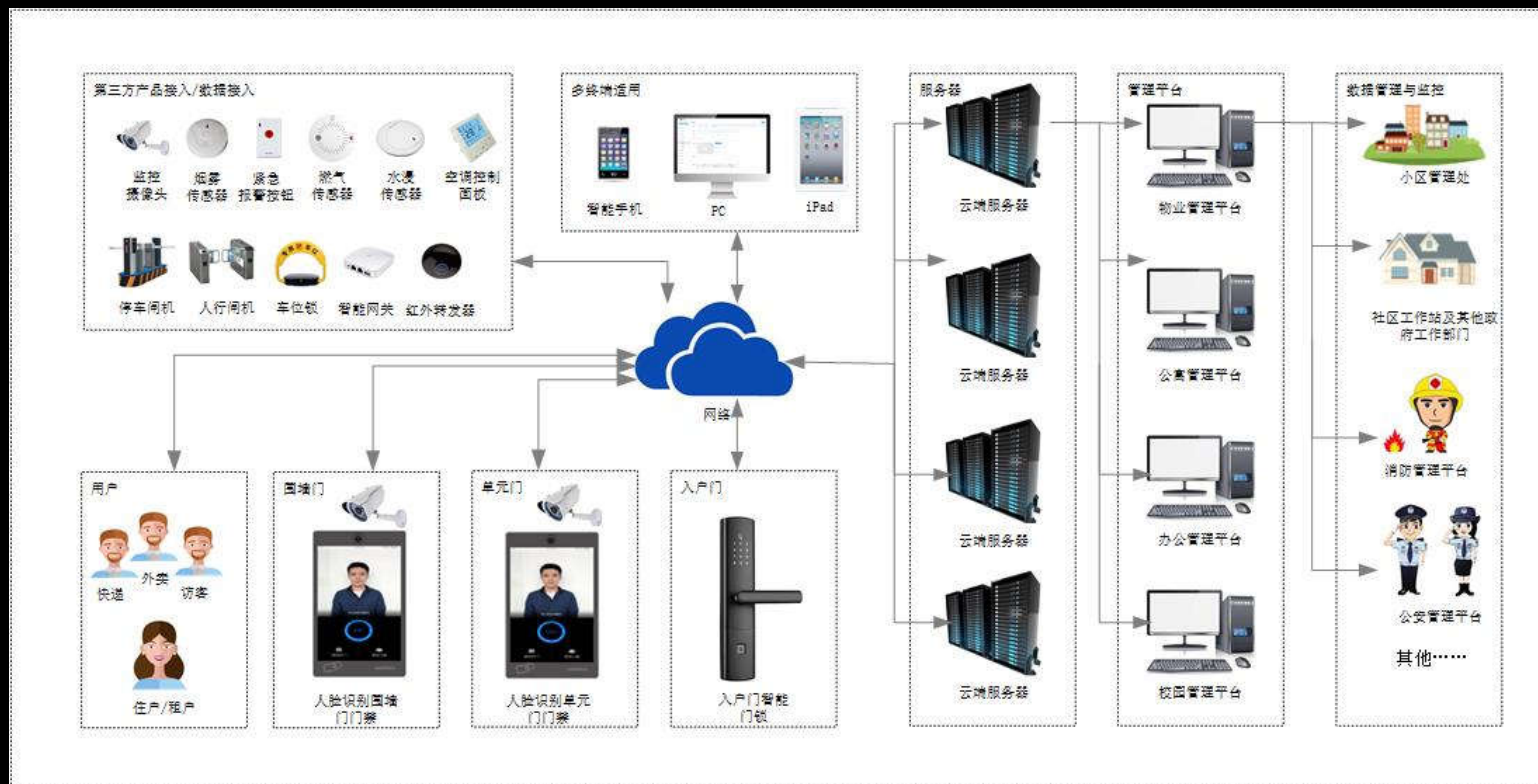 第三方产品接入/数据接入
监控
摄像头
烟雾
传感器
紧急
报警按钮
燃气
传感器
水浸
传感器
空调控制
面板
停车闸机
人行闸机
车位锁
智能网关
红外转发器
多终端适用
智能手机
PC
iPad
网络
用户
快递
外卖
访客
住户/租户
围墙门
人脸识别围墙
门门禁
单元门
人脸识别单元
门门禁
入户门
入户门智能
门锁
服务器
云端服务器
云端服务器
云端服务器
云端服务器
管理平台
物业管理平台
公寓管理平台
办公管理平台
校园管理平台
数据管理与监控
小区管理处
社区工作站及其他政
府工作部门
消防管理平台
公安管理平台
其他……